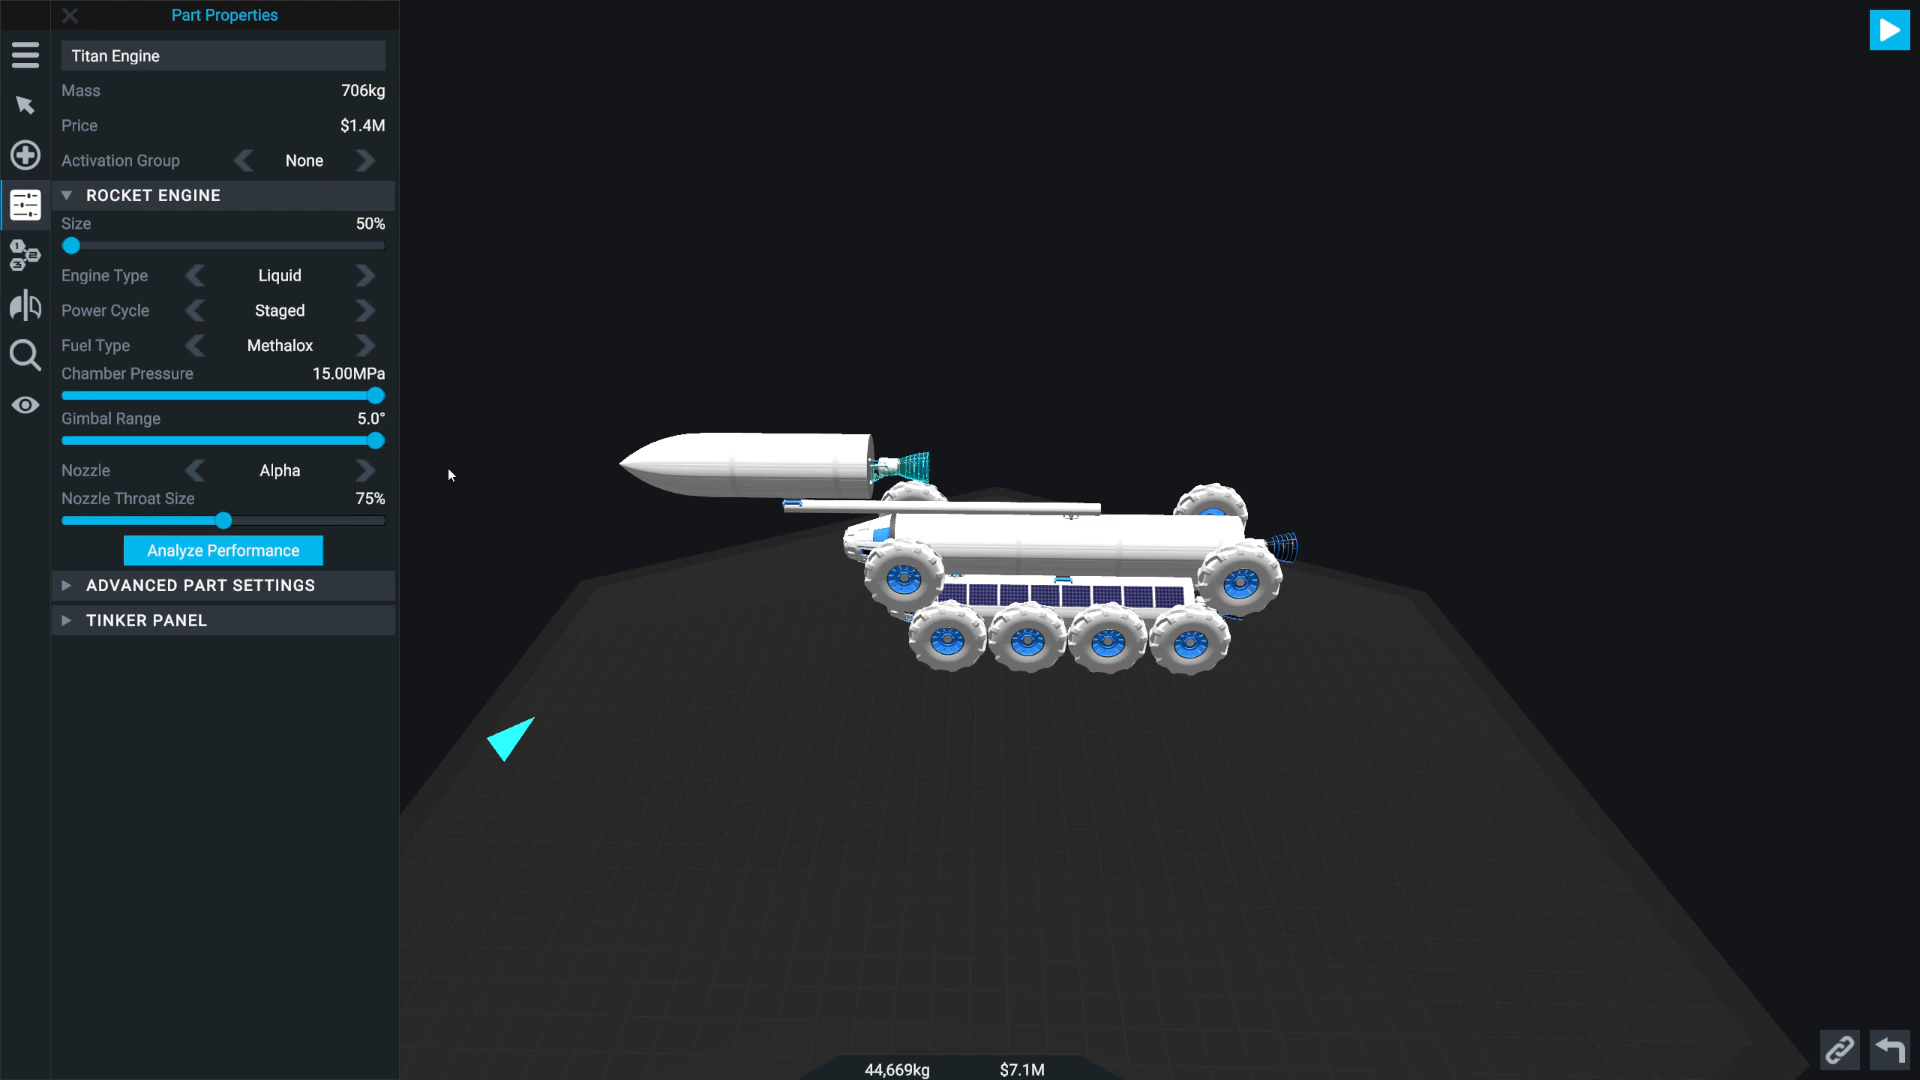 Part Properties
Titan Engine
Mass 706kg
Price $1.4M
Activation Group None
ROCKET ENGINE
Size 50%
Engine Type Liquid
Power Cycle Staged
Fuel Type Methalox
Chamber Pressure 15.00MPa
Gimbal Range 5.0°
Nozzle Alpha
Nozzle Throat Size 75%
Analyze Performance
ADVANCED PART SETTINGS
TINKER PANEL
44,669kg $7.1M